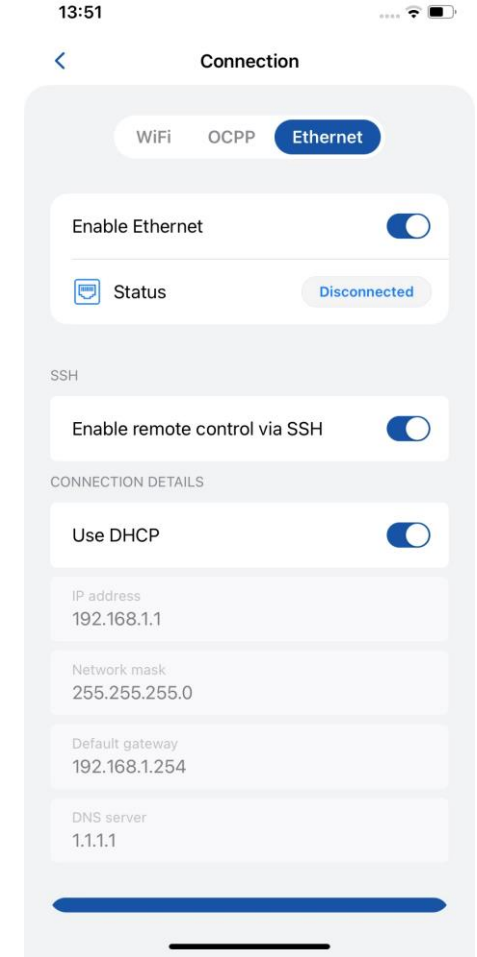 13:51
Connection
WiFi OCPP Ethernet
Enable Ethernet
Status Disconnected
SSH
Enable remote control via SSH
CONNECTION DETAILS
Use DHCP
IP address
192.168.1.1
Network mask
255.255.255.0
Default gateway
192.168.1.254
DNS server
1.1.1.1